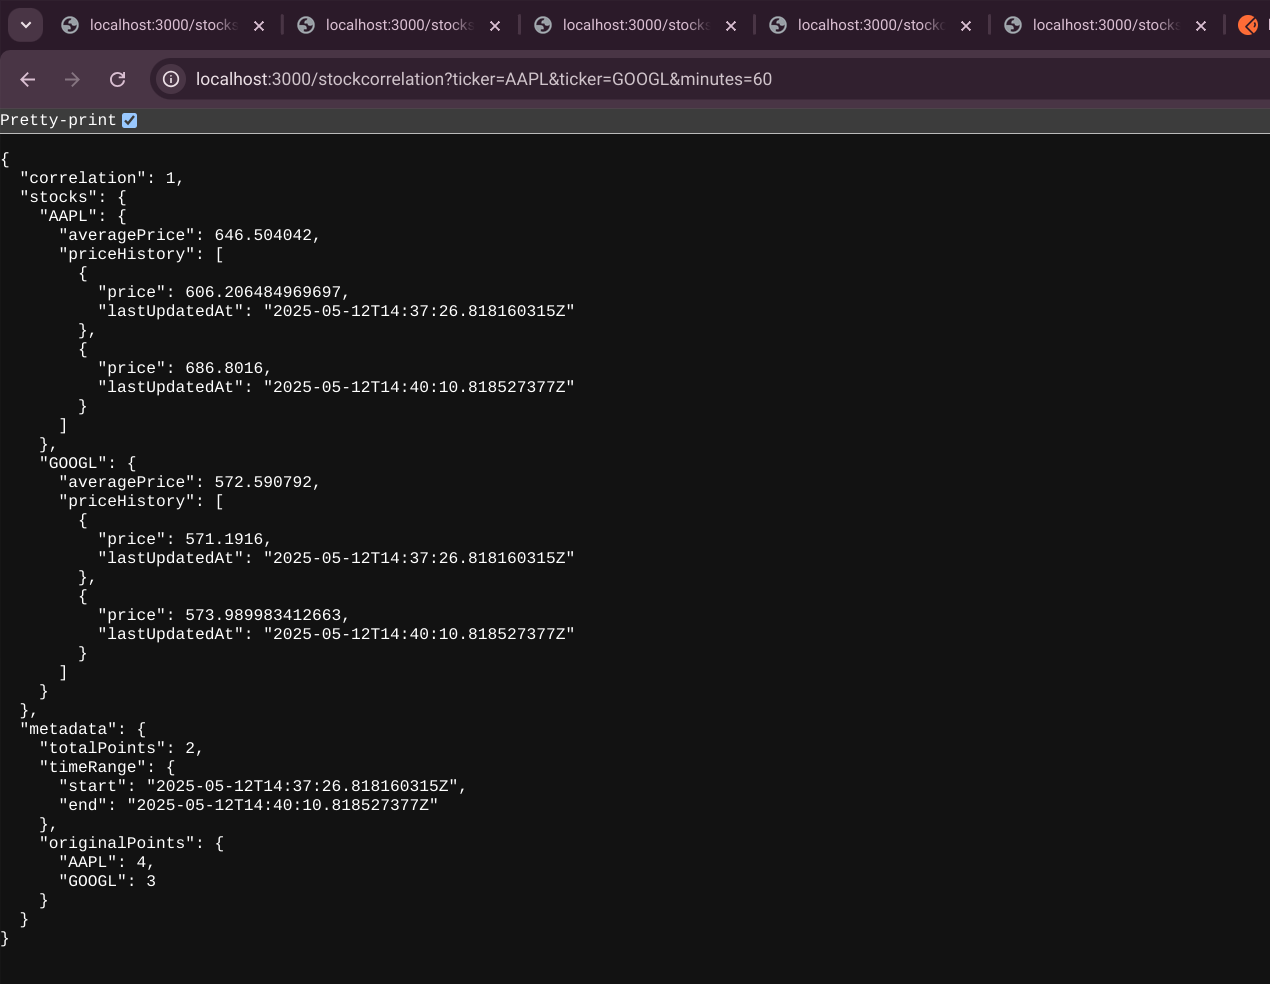 localhost:3000/stocks localhost:3000/stocks localhost:3000/stocks localhost:3000/stockc localhost:3000/stocks
localhost:3000/stockcorrelation?ticker=AAPL&ticker=GOOGL&minutes=60
Pretty-print
{
  "correlation": 1,
  "stocks": {
    "AAPL": {
      "averagePrice": 646.504042,
      "priceHistory": [
        {
          "price": 606.206484969697,
          "lastUpdatedAt": "2025-05-12T14:37:26.818160315Z"
        },
        {
          "price": 686.8016,
          "lastUpdatedAt": "2025-05-12T14:40:10.818527377Z"
        }
      ]
    },
    "GOOGL": {
      "averagePrice": 572.590792,
      "priceHistory": [
        {
          "price": 571.1916,
          "lastUpdatedAt": "2025-05-12T14:37:26.818160315Z"
        },
        {
          "price": 573.989983412663,
          "lastUpdatedAt": "2025-05-12T14:40:10.818527377Z"
        }
      ]
    }
  },
  "metadata": {
    "totalPoints": 2,
    "timeRange": {
      "start": "2025-05-12T14:37:26.818160315Z",
      "end": "2025-05-12T14:40:10.818527377Z"
    },
    "originalPoints": {
      "AAPL": 4,
      "GOOGL": 3
    }
  }
}